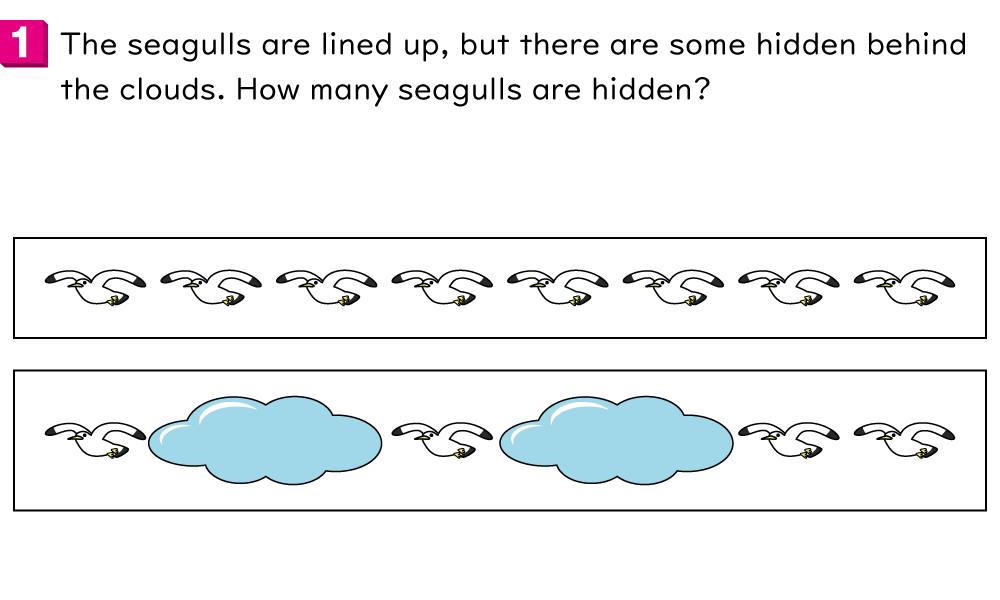 1 The seagulls are lined up, but there are some hidden behind
the clouds. How many seagulls are hidden?